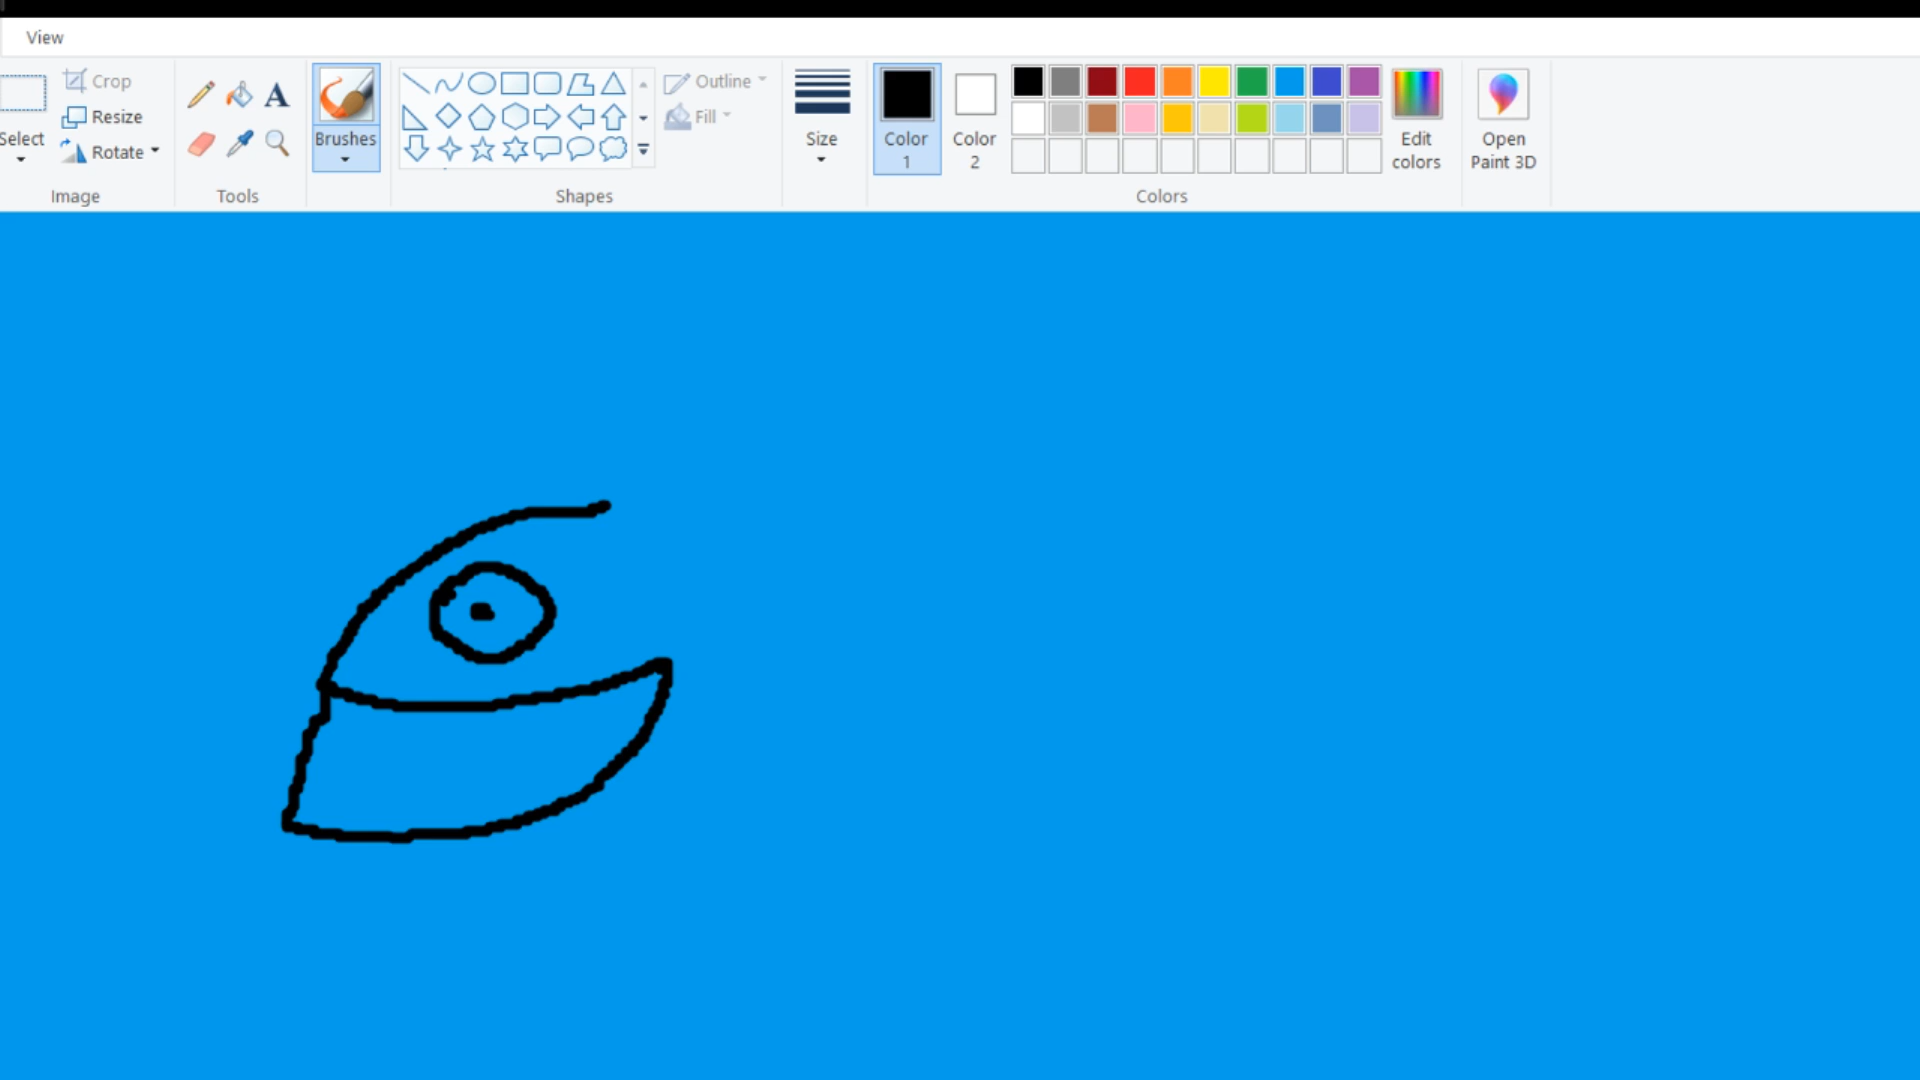 View
Crop
Resize
Rotate
Select
Image
A
Tools
Brushes
Shapes
Outline
Fill
Size
Color
1
Color
2
Colors
Edit
colors
Open
Paint 3D